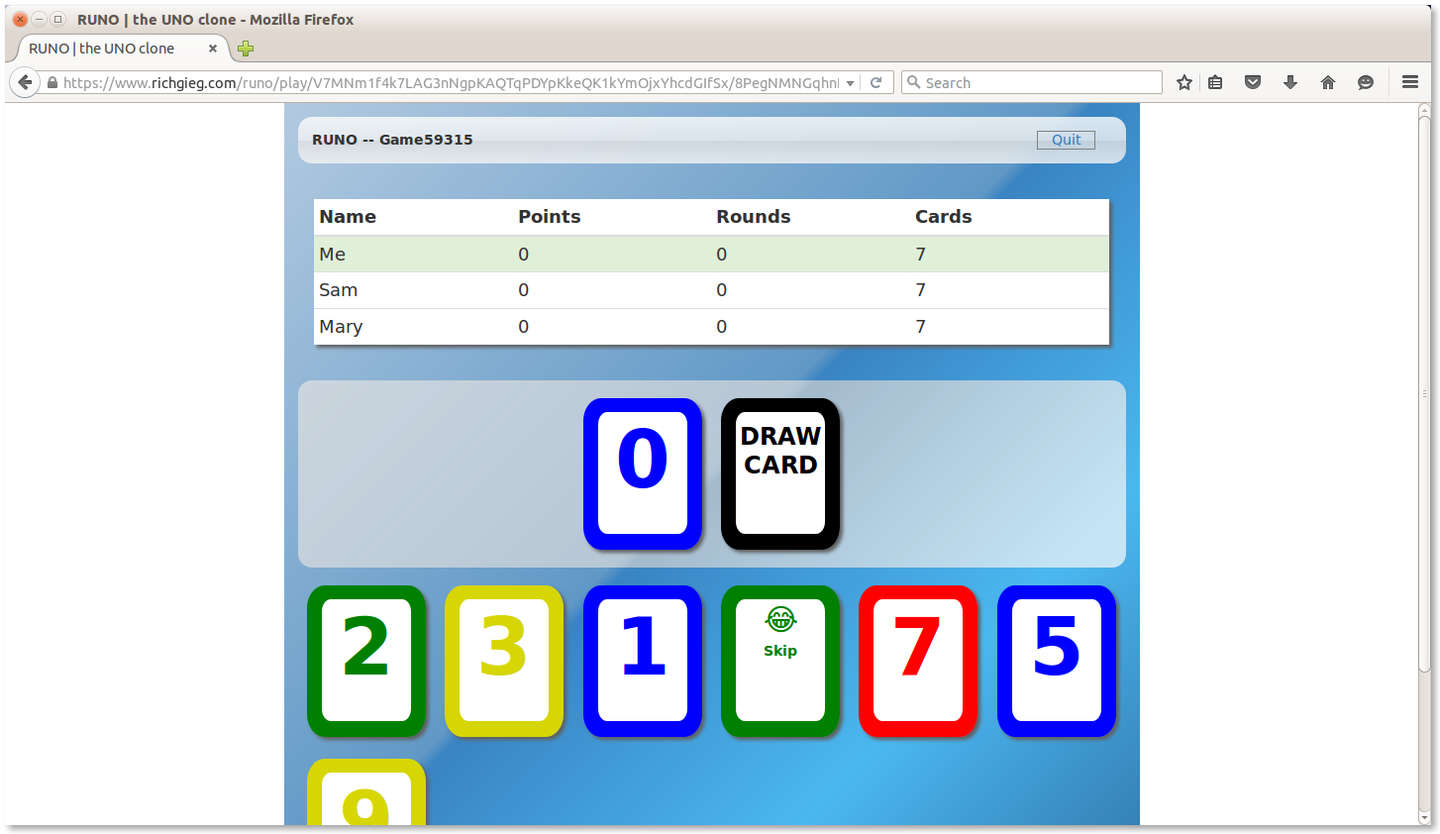 RUNO | the UNO clone - Mozilla Firefox
RUNO | the UNO clone
https://www.richgieg.com/runo/play/V7MNm1f4k7LAG3nNgpKAQTqPDYpKkeQK1kYmOjxYhcdGIfSx/8PegNMNGqhnl
Search
RUNO -- Game59315
Quit
Name Points Rounds Cards
Me 0 0 7
Sam 0 0 7
Mary 0 0 7
0
DRAW
CARD
2 3 1 Skip 7 5
9